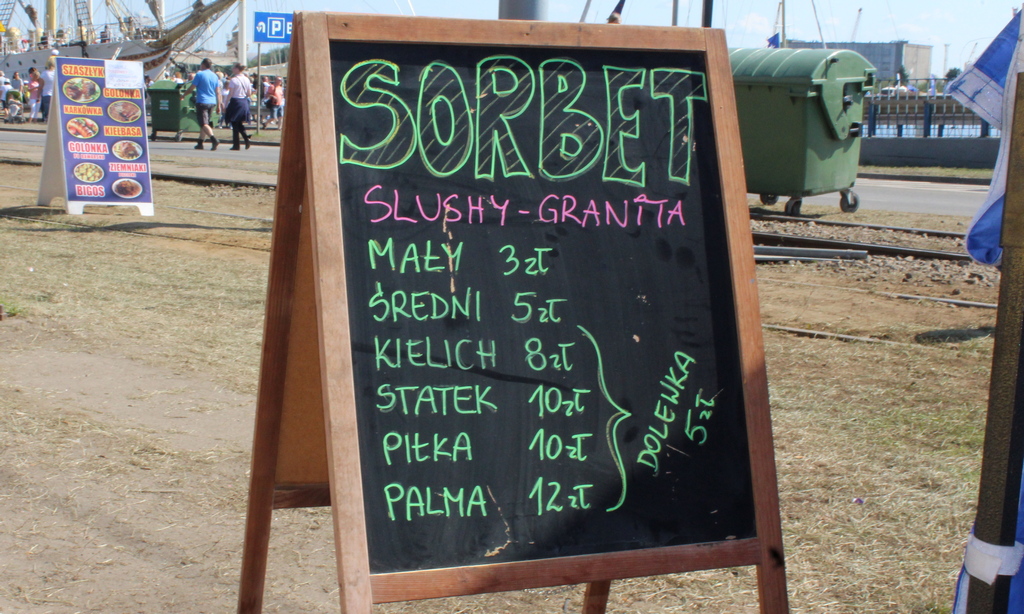 SORBET
SLUSHY-GRANITA
MAŁY 3zł
ŚREDNI 5zł
KIELICH 8zł
STATEK 10zł
PIŁKA 10zł
PALMA 12zł
DOLEWKA
5zł
SZASZŁYK
GOLONKA
KARKÓWKA
KIEŁBASA
GOLONKA
ZIEMNIAKI
BIGOS
P